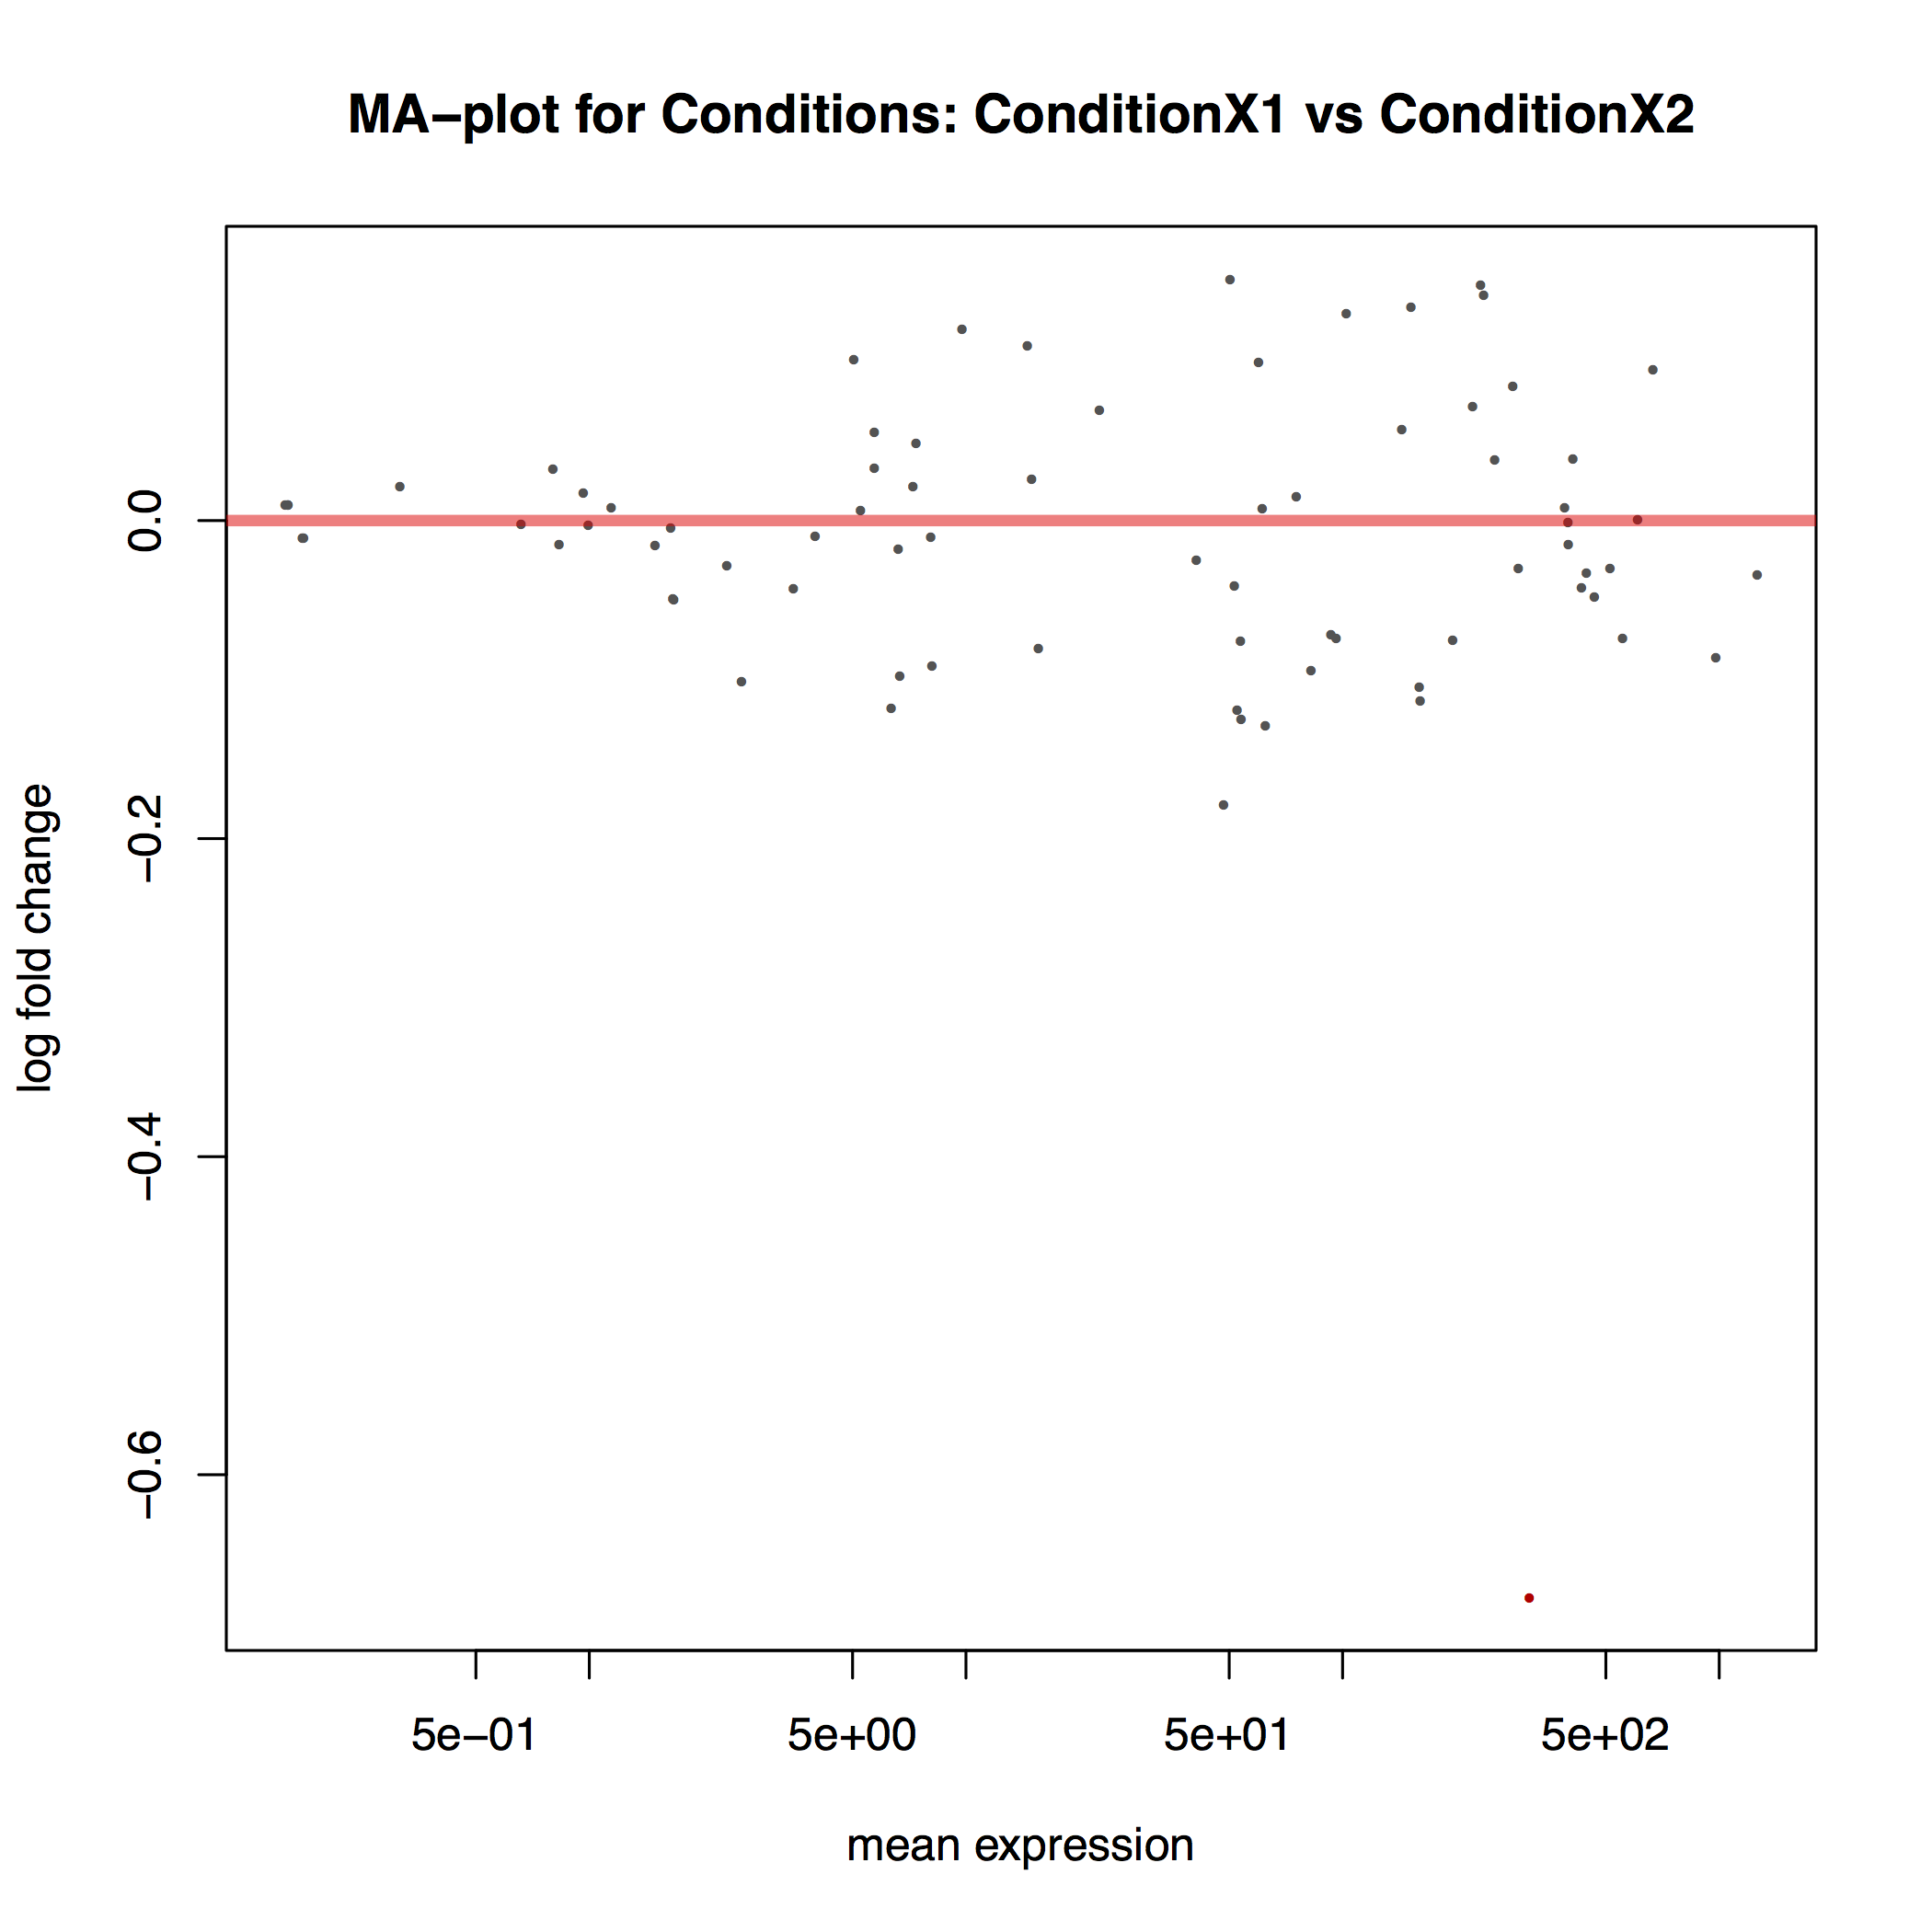 MA−plot for Conditions: ConditionX1 vs ConditionX2
log fold change
0.0
−0.2
−0.4
−0.6
5e−01 5e+00 5e+01 5e+02
mean expression